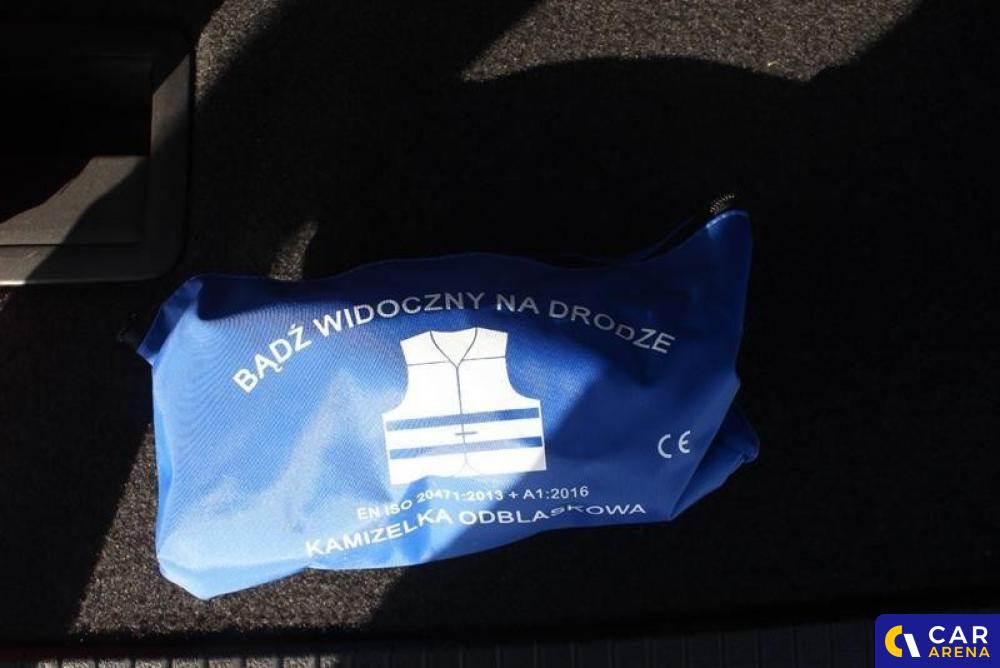 BĄDŹ WIDOCZNY NA DRODZE
CE
EN ISO 20471:2013 + A1:2016
KAMIZELKA ODBLASKOWA
CAR
ARENA